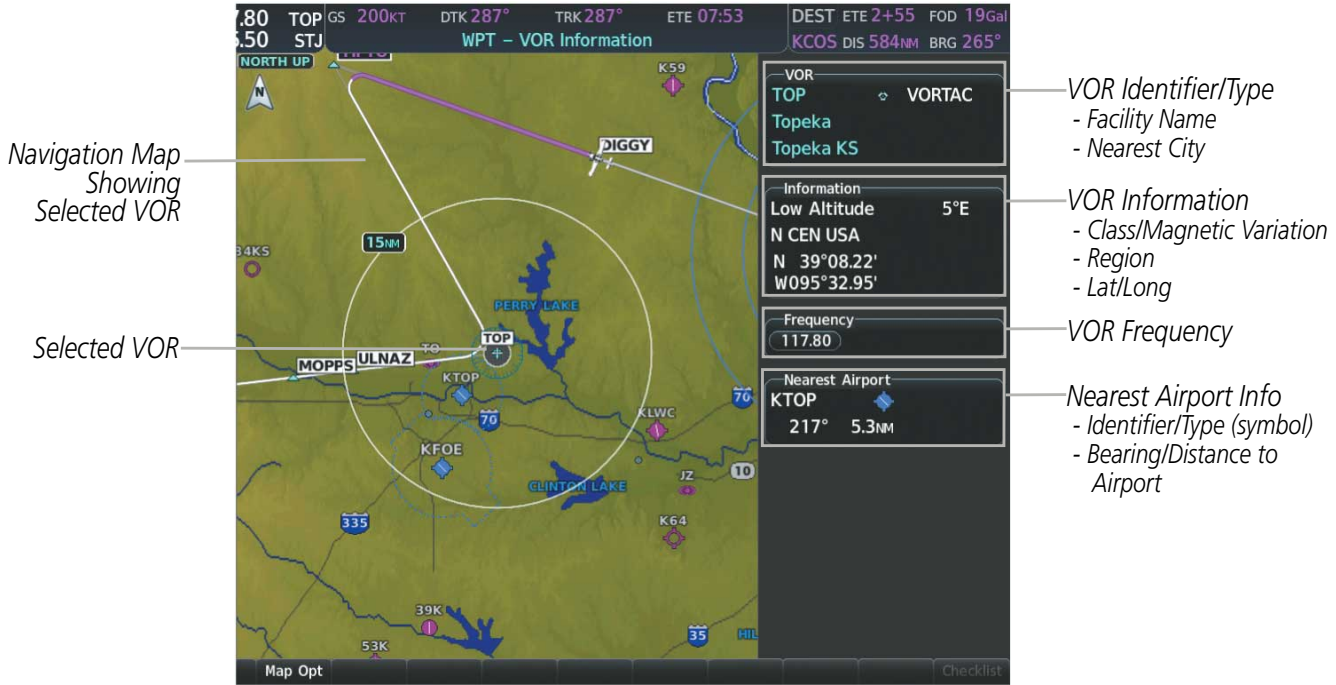 .80 TOP GS 200KT DTK 287° TRK 287° ETE 07:53 DEST ETE 2+55 FOD 19Gal
.50 STJ WPT – VOR Information KCOS DIS 584NM BRG 265°
NORTH UP
N
K59
DIGGY
15NM
34KS
PERRY LAKE
TOP
TO
MOPPS
ULNAZ
KTOP
70
70
KLWC
KFOE
JZ
10
CLINTON LAKE
335
K64
39K
35
HIL
53K
Map Opt
Checklist
VOR
TOP VORTAC
Topeka
Topeka KS
Information
Low Altitude 5°E
N CEN USA
N 39°08.22'
W095°32.95'
Frequency
117.80
Nearest Airport
KTOP
217° 5.3NM
Navigation Map
Showing
Selected VOR
Selected VOR
VOR Identifier/Type
- Facility Name
- Nearest City
VOR Information
- Class/Magnetic Variation
- Region
- Lat/Long
VOR Frequency
Nearest Airport Info
- Identifier/Type (symbol)
- Bearing/Distance to
Airport